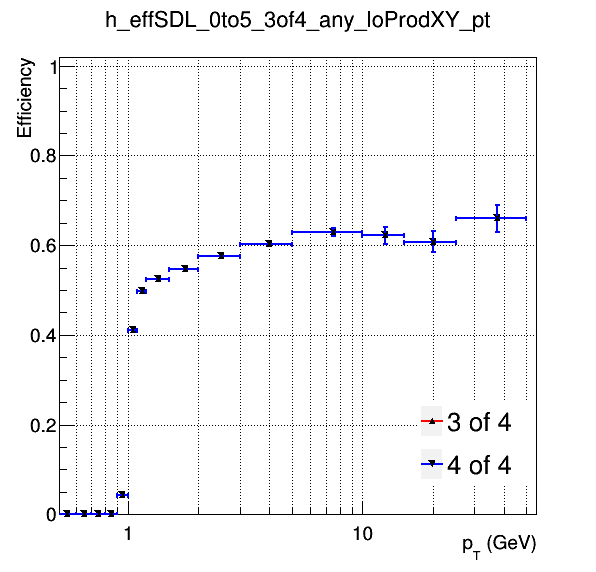 h_effSDL_0to5_3of4_any_loProdXY_pt
Efficiency
1
0.8
0.6
0.4
0.2
0
3 of 4
4 of 4
1
10
p_T (GeV)